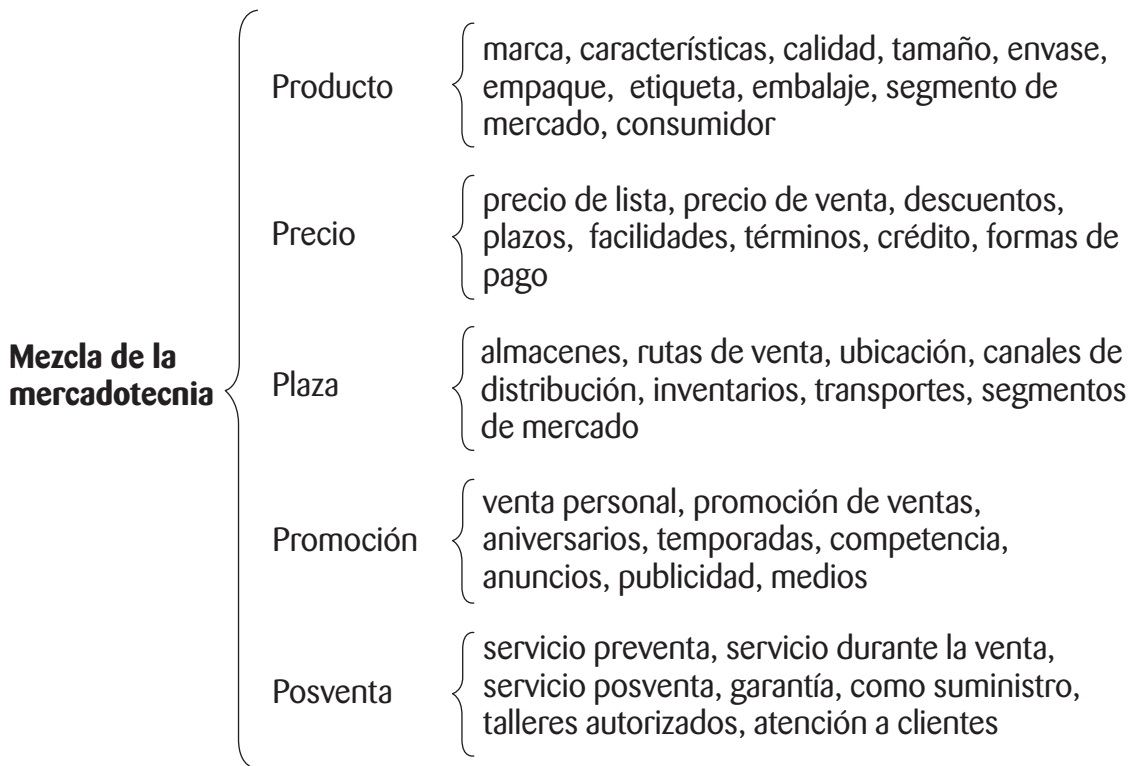 Mezcla de la
mercadotecnia
Producto
marca, características, calidad, tamaño, envase,
empaque, etiqueta, embalaje, segmento de
mercado, consumidor
Precio
precio de lista, precio de venta, descuentos,
plazos, facilidades, términos, crédito, formas de
pago
Plaza
almacenes, rutas de venta, ubicación, canales de
distribución, inventarios, transportes, segmentos
de mercado
Promoción
venta personal, promoción de ventas,
aniversarios, temporadas, competencia,
anuncios, publicidad, medios
Posventa
servicio preventa, servicio durante la venta,
servicio posventa, garantía, como suministro,
talleres autorizados, atención a clientes